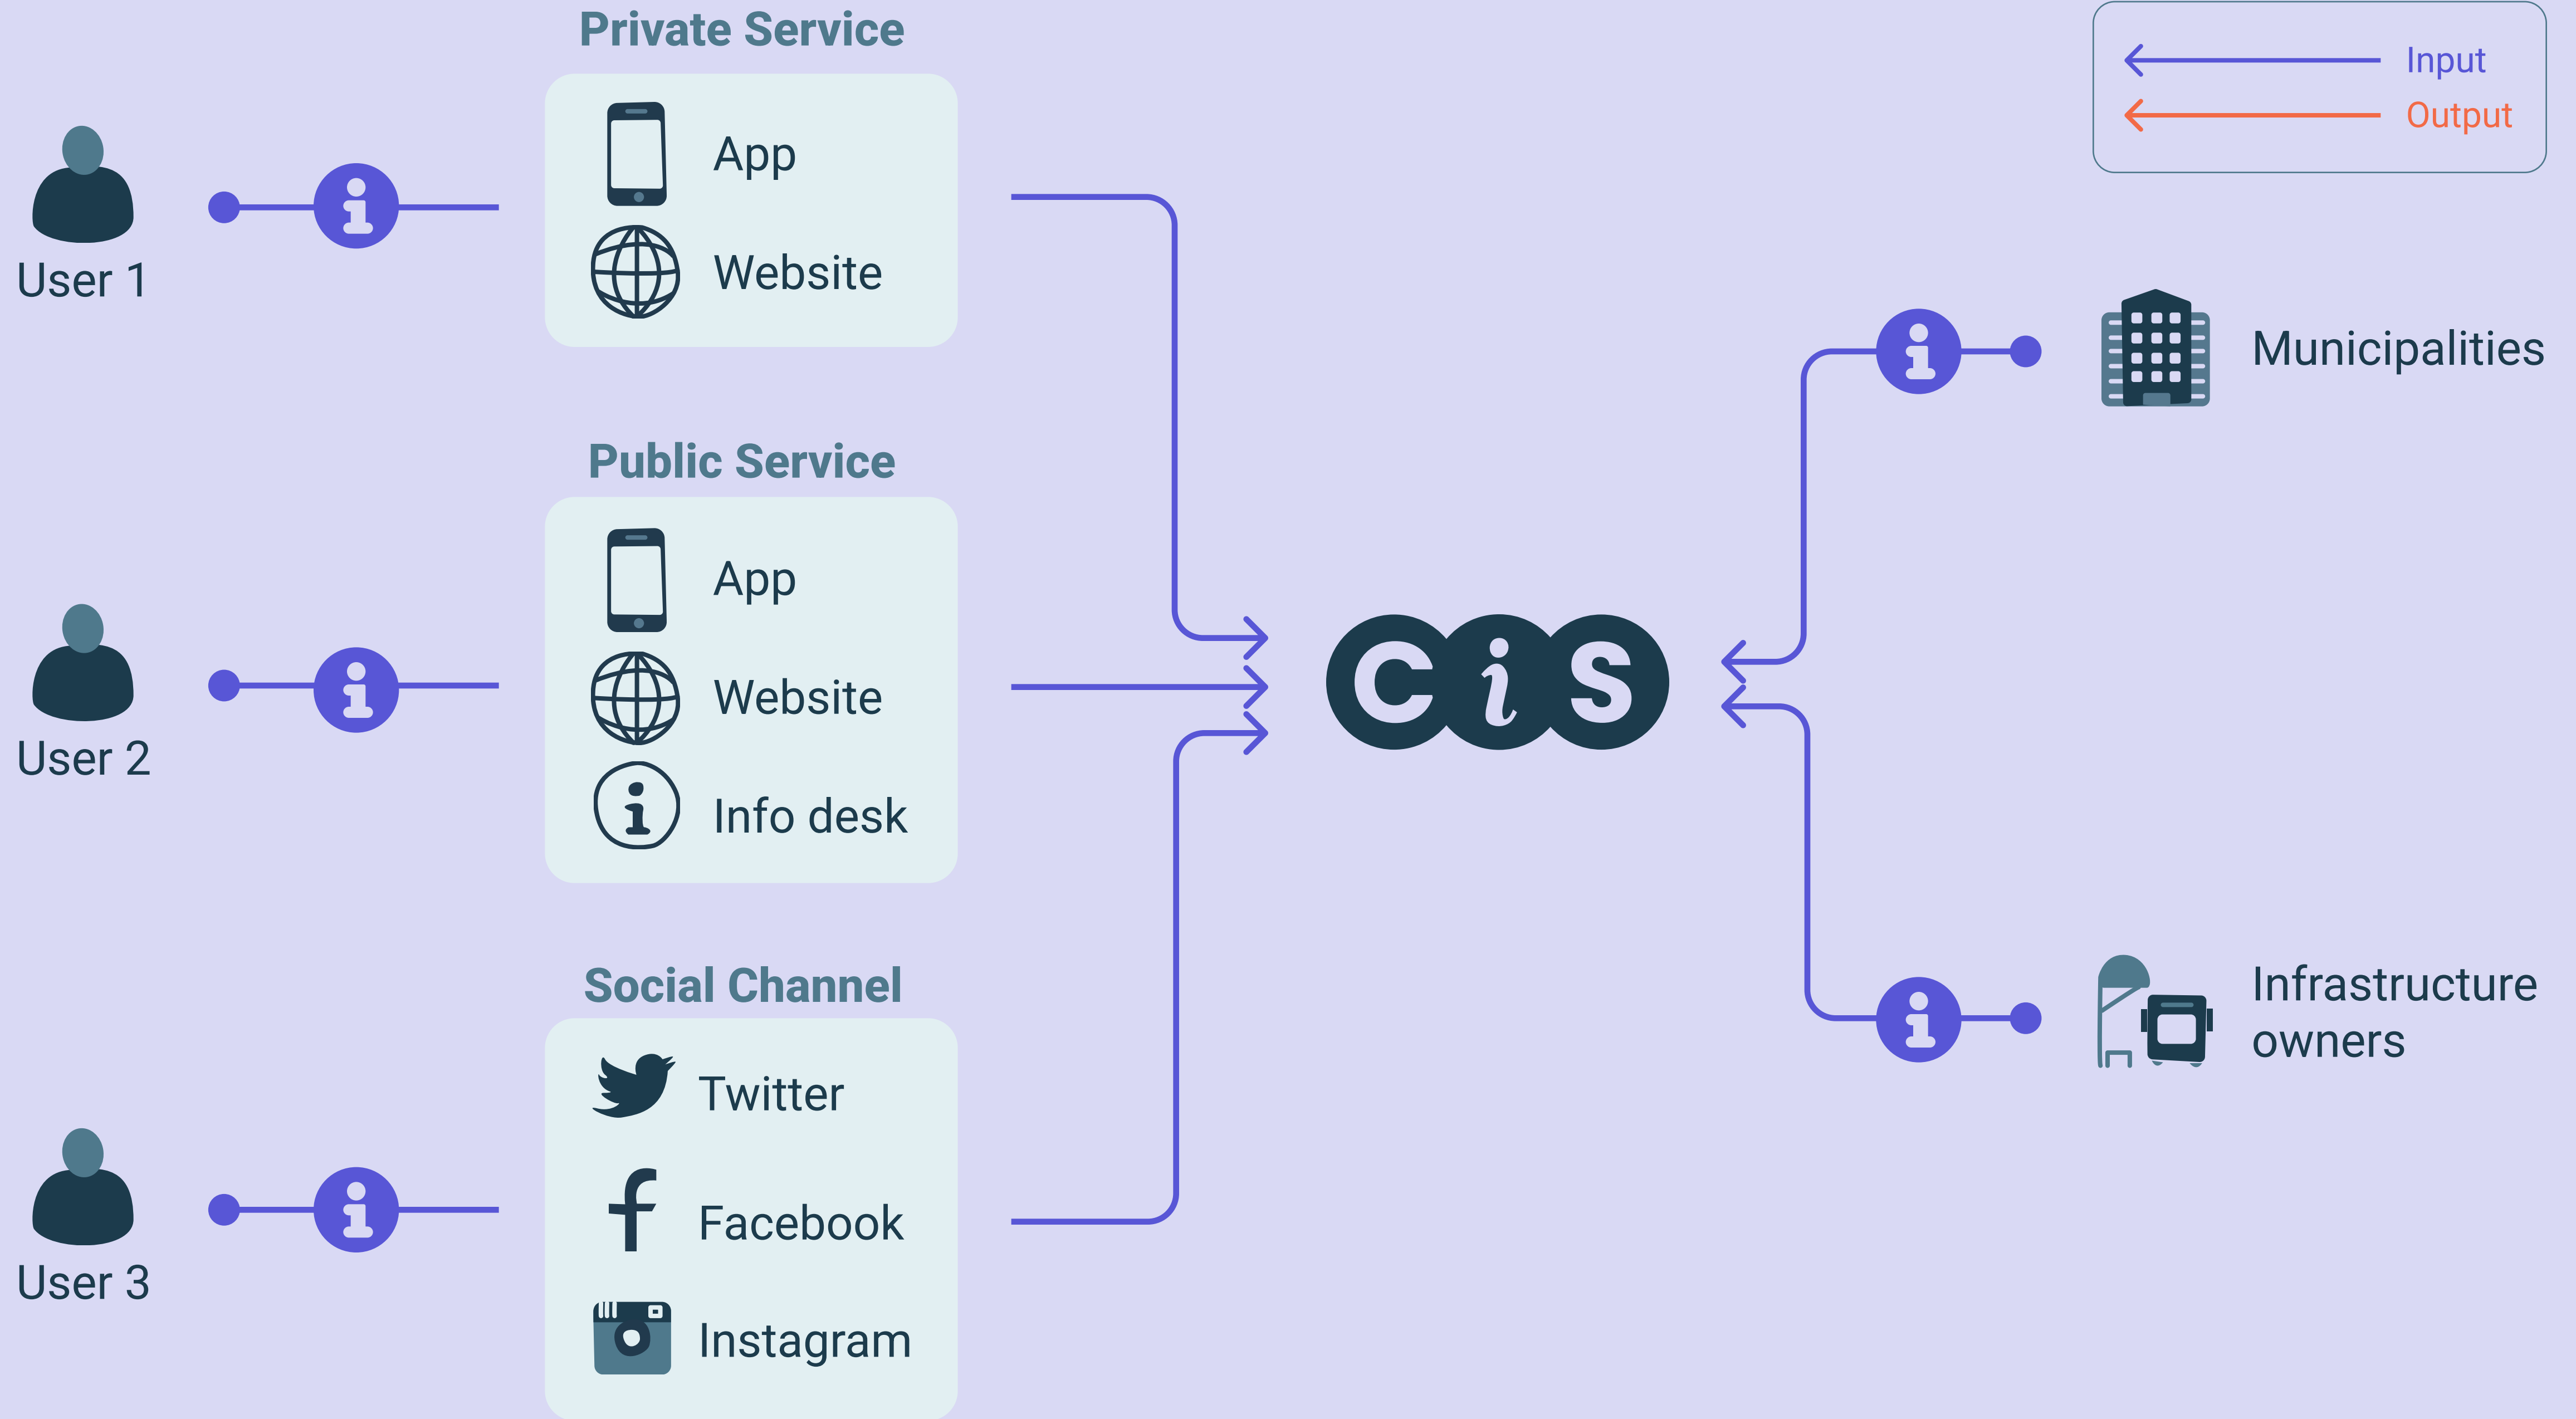 Private Service
App
Website
User 1
Public Service
App
Website
Info desk
User 2
Social Channel
Twitter
Facebook
Instagram
User 3
CiS
Input
Output
Municipalities
Infrastructure
owners